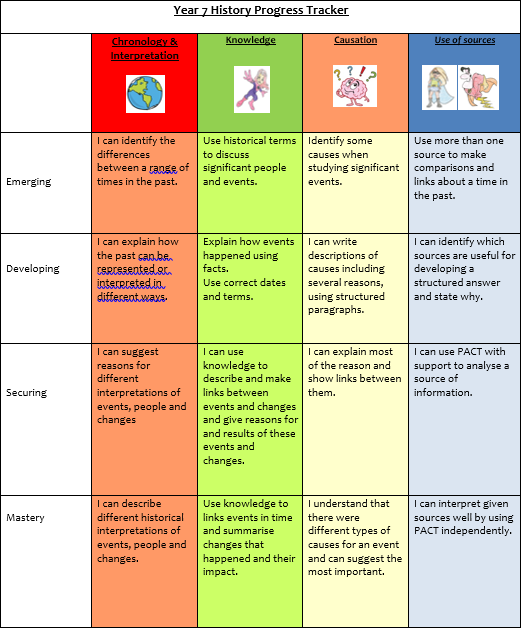 Year 7 History Progress Tracker
Chronology &
Interpretation
Knowledge
Causation
Use of sources
Emerging
I can identify the
differences
between a range of
times in the past.
Use historical terms
to discuss
significant people
and events.
Identify some
causes when
studying significant
events.
Use more than one
source to make
comparisons and
links about a time in
the past.
Developing
I can explain how
the past can be
represented or
interpreted in
different ways.
Explain how events
happened using
facts.
Use correct dates
and terms.
I can write
descriptions of
causes including
several reasons,
using structured
paragraphs.
I can identify which
sources are useful for
developing a
structured answer
and state why.
Securing
I can suggest
reasons for
different
interpretations of
events, people and
changes
I can use
knowledge to
describe and make
links between
events and changes
and give reasons for
and results of these
events and
changes.
I can explain most
of the reason and
show links between
them.
I can use PACT with
support to analyse a
source of
information.
Mastery
I can describe
different historical
interpretations of
events, people and
changes.
Use knowledge to
links events in time
and summarise
changes that
happened and their
impact.
I understand that
there were
different types of
causes for an event
and can suggest the
most important.
I can interpret given
sources well by using
PACT independently.